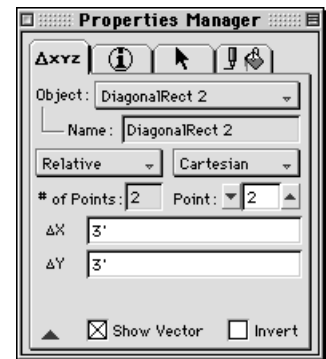 Properties Manager
ΔXYZ
Object: DiagonalRect 2
Name: DiagonalRect 2
Relative Cartesian
# of Points: 2 Point: 2
ΔX 3'
ΔY 3'
Show Vector Invert